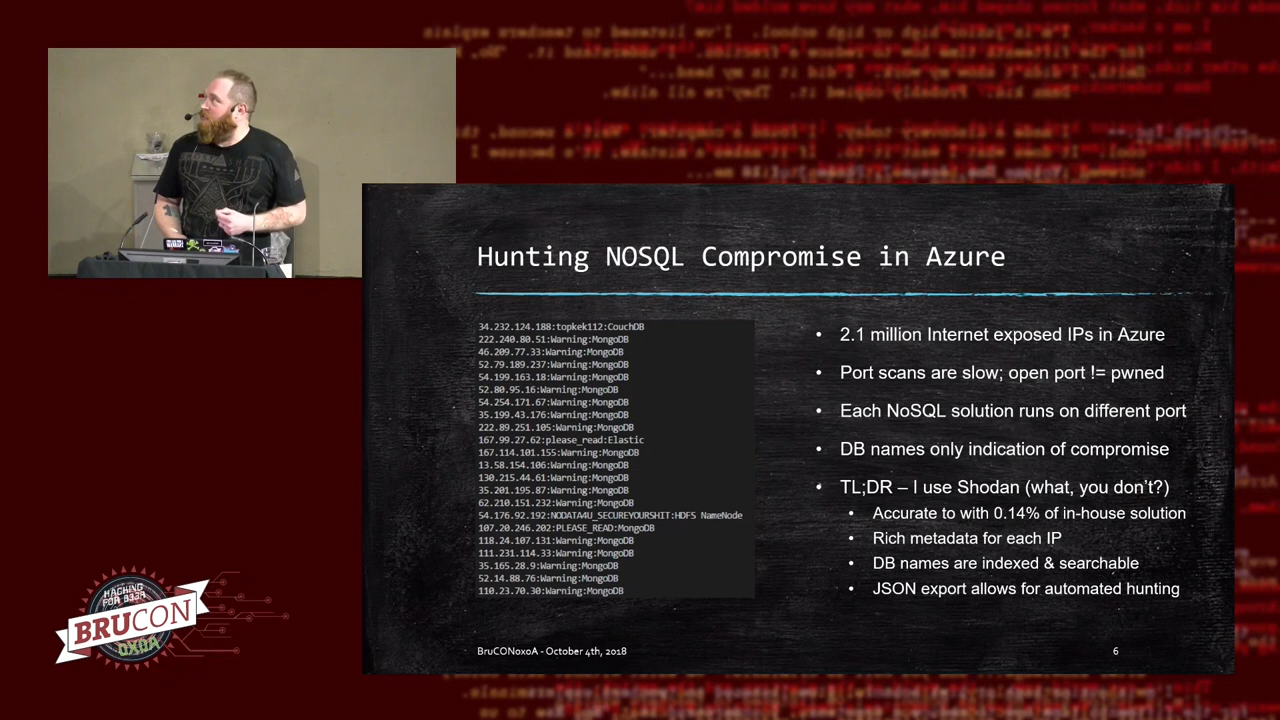 Hunting NOSQL Compromise in Azure
34.232.124.188:topkek112:CouchDB
222.240.80.51:Warning:MongoDB
46.209.77.33:Warning:MongoDB
52.79.189.237:Warning:MongoDB
54.199.163.18:Warning:MongoDB
52.80.95.16:Warning:MongoDB
54.254.171.67:Warning:MongoDB
35.199.43.176:Warning:MongoDB
222.89.251.105:Warning:MongoDB
167.99.27.62:please_read:Elastic
167.114.101.155:Warning:MongoDB
13.58.154.106:Warning:MongoDB
130.215.44.61:Warning:MongoDB
35.201.195.87:Warning:MongoDB
62.210.151.232:Warning:MongoDB
54.176.92.192:NODATA4U_SECUREYOURSHIT:HDFS NameNode
107.20.246.202:PLEASE_READ:MongoDB
118.24.107.131:Warning:MongoDB
111.231.114.33:Warning:MongoDB
35.165.28.9:Warning:MongoDB
52.14.88.76:Warning:MongoDB
110.23.70.30:Warning:MongoDB
• 2.1 million Internet exposed IPs in Azure
• Port scans are slow; open port != pwned
• Each NoSQL solution runs on different port
• DB names only indication of compromise
• TL;DR – I use Shodan (what, you don't?)
• Accurate to with 0.14% of in-house solution
• Rich metadata for each IP
• DB names are indexed & searchable
• JSON export allows for automated hunting
BruCON0x0A - October 4th, 2018
6
HACKING
FOR B33R
BRUCON
0X0A